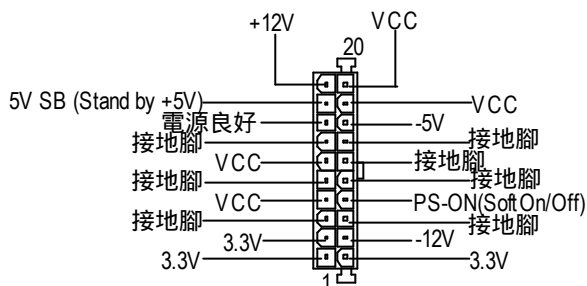 +12V VCC
20
5V SB (Stand by +5V) VCC
電源良好 -5V
接地腳 接地腳
VCC 接地腳
接地腳 接地腳
VCC PS-ON(Soft On/Off)
接地腳 接地腳
3.3V -12V
3.3V 3.3V
1